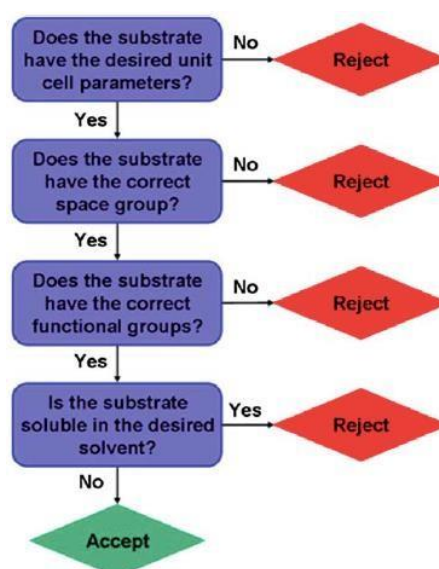 Does the substrate
have the desired unit
cell parameters?
No
Reject
Yes
Does the substrate
have the correct
space group?
No
Reject
Yes
Does the substrate
have the correct
functional groups?
No
Reject
Yes
Is the substrate
soluble in the desired
solvent?
Yes
Reject
No
Accept